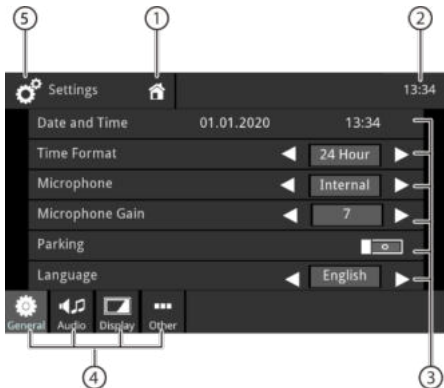 5 1 2
Settings 13:34
Date and Time 01.01.2020 13:34
Time Format 24 Hour
Microphone Internal
Microphone Gain 7
Parking
Language English
General Audio Display Other
4 3